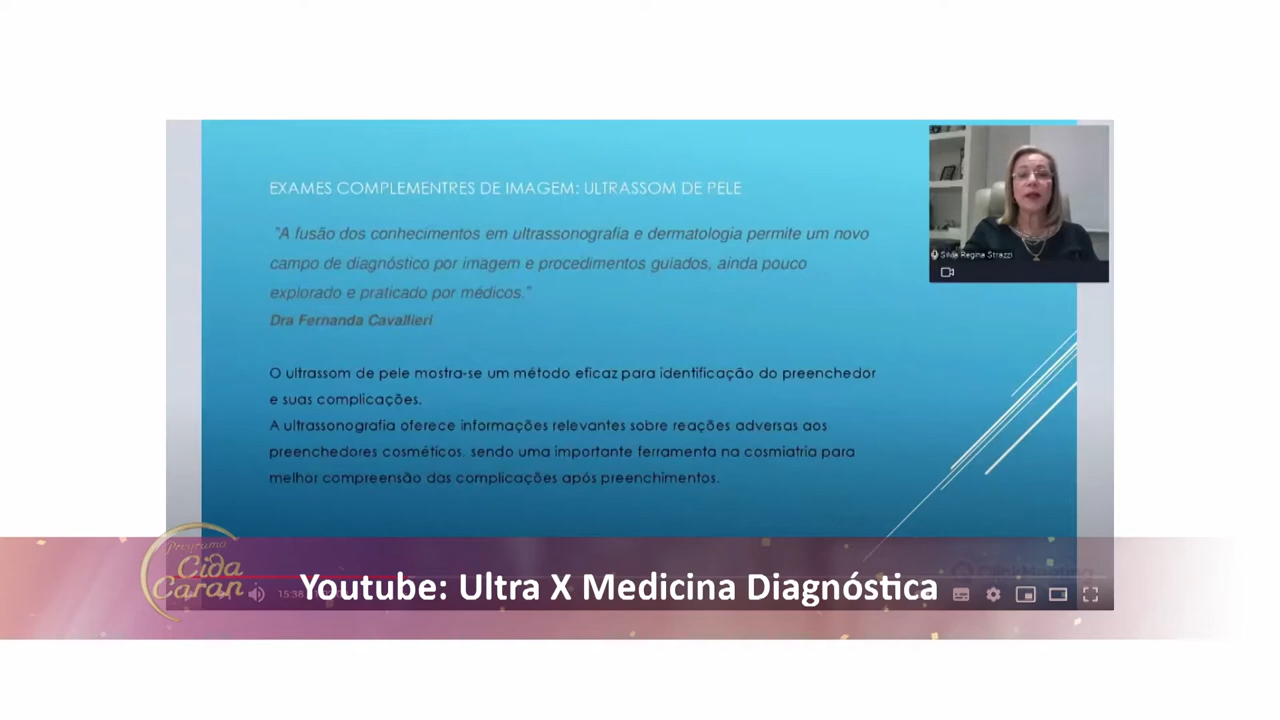 EXAMES COMPLEMENTRES DE IMAGEM: ULTRASSOM DE PELE
"A fusão dos conhecimentos em ultrassonografia e dermatologia permite um novo
campo de diagnóstico por imagem e procedimentos guiados, ainda pouco
explorado e praticado por médicos."
Dra Fernanda Cavallieri
Silvia Regina Strazzi
O ultrassom de pele mostra-se um método eficaz para identificação do preenchedor
e suas complicações.
A ultrassonografia oferece informações relevantes sobre reações adversas aos
preenchedores cosméticos, sendo uma importante ferramenta na cosmiatria para
melhor compreensão das complicações após preenchimentos.
Programa
Cida
Caran
ClickMeeting
15:38
Youtube: Ultra X Medicina Diagnóstica